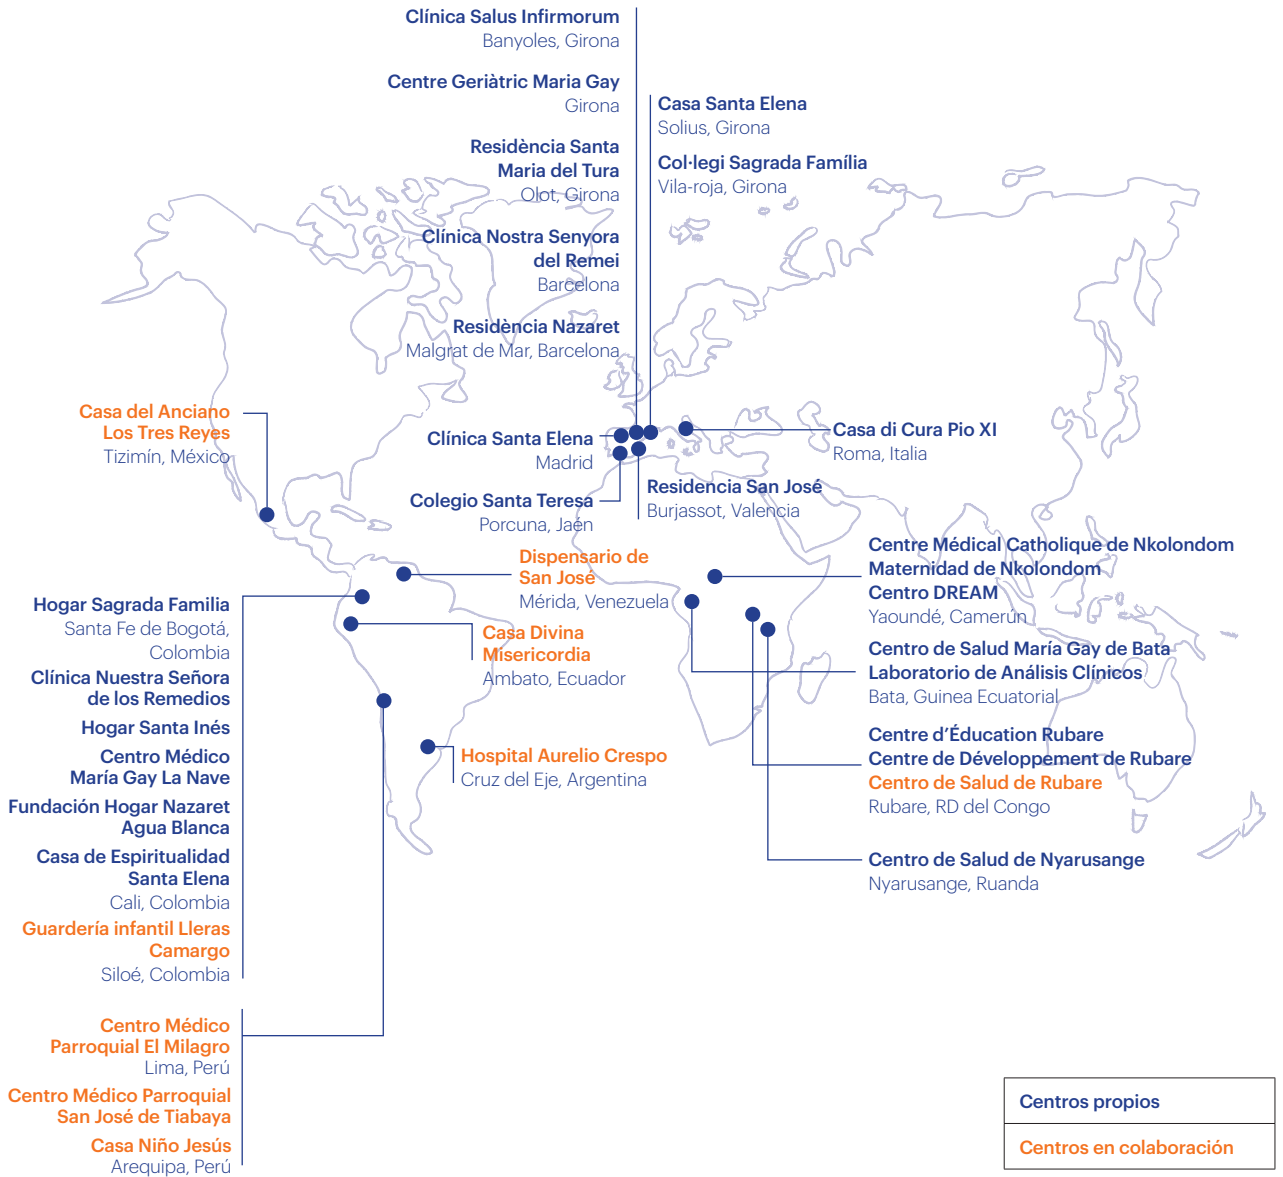 Clínica Salus Infirmorum
Banyoles, Girona
Centre Geriàtric Maria Gay
Girona
Residència Santa
Maria del Tura
Olot, Girona
Clínica Nostra Senyora
del Remei
Barcelona
Residència Nazaret
Malgrat de Mar, Barcelona
Casa Santa Elena
Solius, Girona
Col·legi Sagrada Família
Vila-roja, Girona
Casa del Anciano
Los Tres Reyes
Tizimín, México
Clínica Santa Elena
Madrid
Colegio Santa Teresa
Porcuna, Jaén
Casa di Cura Pio XI
Roma, Italia
Residencia San José
Burjassot, Valencia
Dispensario de
San José
Mérida, Venezuela
Casa Divina
Misericordia
Ambato, Ecuador
Hospital Aurelio Crespo
Cruz del Eje, Argentina
Centre Médical Catholique de Nkolondom
Maternidad de Nkolondom
Centro DREAM
Yaoundé, Camerún
Centro de Salud María Gay de Bata
Laboratorio de Análisis Clínicos
Bata, Guinea Ecuatorial
Centre d'Éducation Rubare
Centre de Développement de Rubare
Centro de Salud de Rubare
Rubare, RD del Congo
Centro de Salud de Nyarusange
Nyarusange, Ruanda
Hogar Sagrada Familia
Santa Fe de Bogotá,
Colombia
Clínica Nuestra Señora
de los Remedios
Hogar Santa Inés
Centro Médico
María Gay La Nave
Fundación Hogar Nazaret
Agua Blanca
Casa de Espiritualidad
Santa Elena
Cali, Colombia
Guardería infantil Lleras
Camargo
Siloé, Colombia
Centro Médico
Parroquial El Milagro
Lima, Perú
Centro Médico Parroquial
San José de Tiabaya
Casa Niño Jesús
Arequipa, Perú
Centros propios
Centros en colaboración